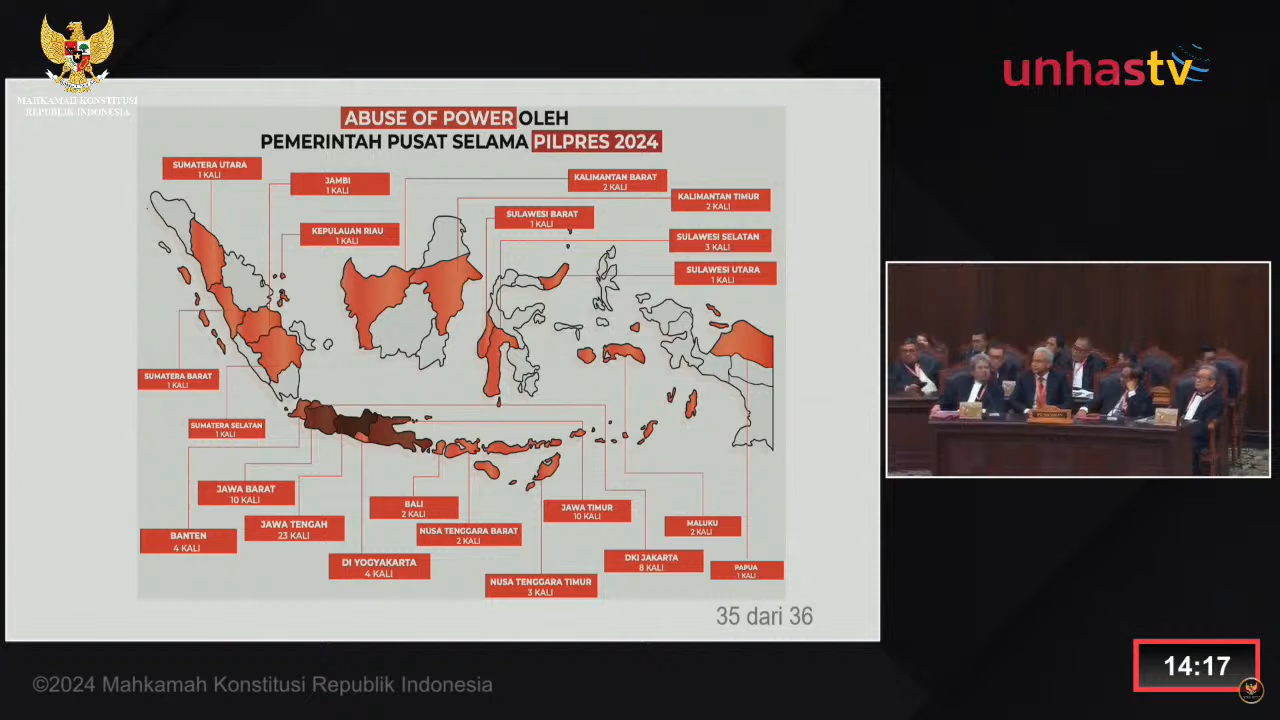 MAHKAMAH KONSTITUSI
REPUBLIK INDONESIA
unhastv
ABUSE OF POWER OLEH
PEMERINTAH PUSAT SELAMA PILPRES 2024
SUMATERA UTARA
1 KALI
JAMBI
1 KALI
KEPULAUAN RIAU
1 KALI
KALIMANTAN BARAT
2 KALI
KALIMANTAN TIMUR
2 KALI
SULAWESI BARAT
1 KALI
SULAWESI SELATAN
3 KALI
SULAWESI UTARA
1 KALI
SUMATERA BARAT
1 KALI
SUMATERA SELATAN
1 KALI
JAWA BARAT
10 KALI
BANTEN
4 KALI
JAWA TENGAH
23 KALI
DI YOGYAKARTA
4 KALI
BALI
2 KALI
NUSA TENGGARA BARAT
2 KALI
NUSA TENGGARA TIMUR
3 KALI
JAWA TIMUR
10 KALI
DKI JAKARTA
8 KALI
MALUKU
2 KALI
PAPUA
1 KALI
35 dari 36
©2024 Mahkamah Konstitusi Republik Indonesia
14:17